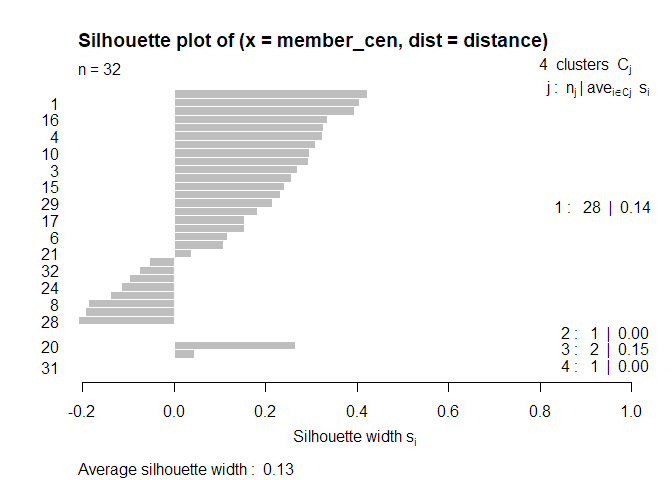 Silhouette plot of (x = member_cen, dist = distance)
n = 32
4 clusters Cj
j : nj | avei∈Cj si
1
16
4
10
3
15
29
1 : 28 | 0.14
17
6
21
32
24
8
28
2 : 1 | 0.00
20
3 : 2 | 0.15
31
4 : 1 | 0.00
-0.2 0.0 0.2 0.4 0.6 0.8 1.0
Silhouette width si
Average silhouette width : 0.13